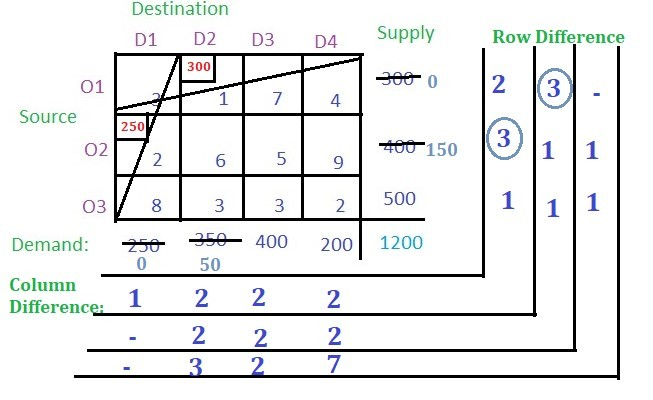 Destination
D1 D2 D3 D4 Supply Row Difference
300
O1 3 1 7 4 300 0 2 3 -
Source
250
O2 2 6 5 9 400 150 3 1 1
O3 8 3 3 2 500 1 1 1
Demand: 250 350 400 200 1200
0 50
Column
Difference: 1 2 2 2
- 2 2 2
- 3 2 7